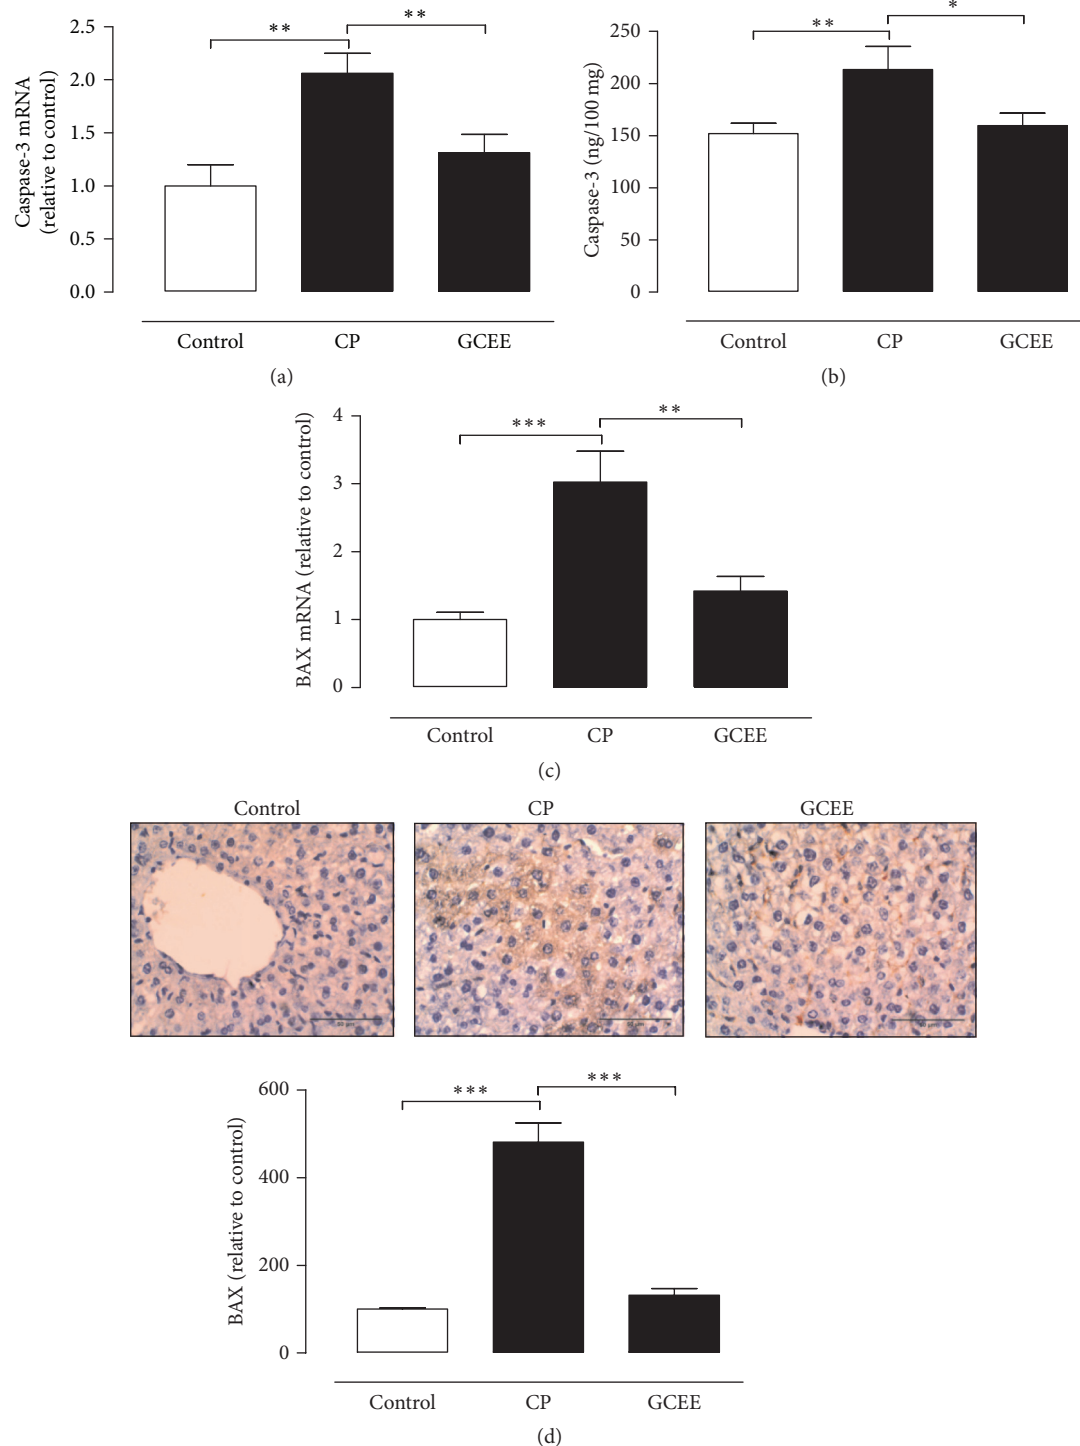 ** **
2.5
2.0
1.5
1.0
0.5
0.0
Caspase-3 mRNA
(relative to control)
Control CP GCEE
(a)
** *
250
200
150
100
50
0
Caspase-3 (ng/100 mg)
Control CP GCEE
(b)
*** **
4
3
2
1
0
BAX mRNA (relative to control)
Control CP GCEE
(c)
Control CP GCEE
*** ***
600
400
200
0
BAX (relative to control)
Control CP GCEE
(d)